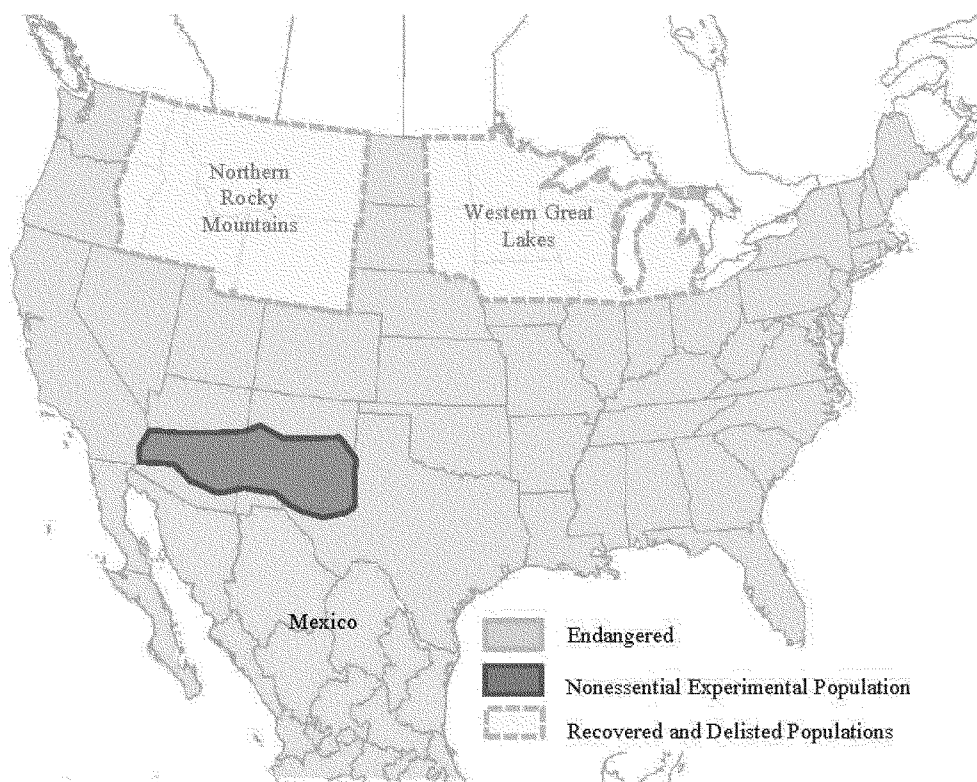 Northern
Rocky
Mountains
Western Great
Lakes
Mexico
Endangered
Nonessential Experimental Population
Recovered and Delisted Populations